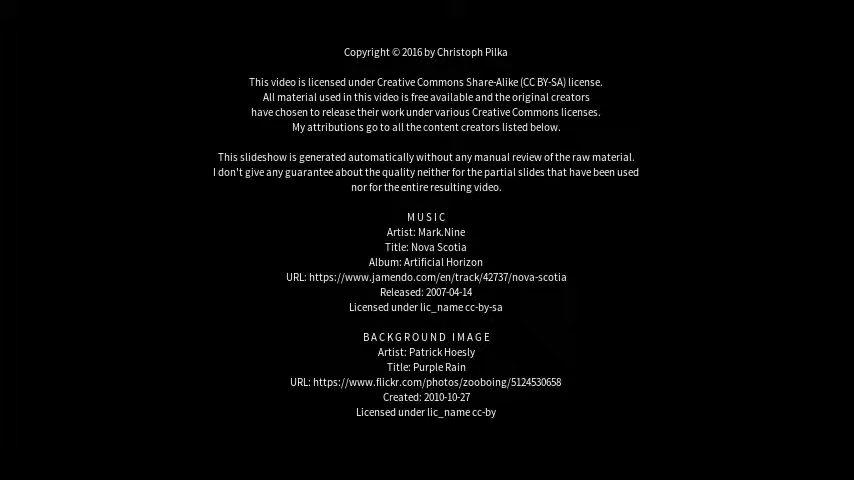 Copyright © 2016 by Christoph Pilka
This video is licensed under Creative Commons Share-Alike (CC BY-SA) license.
All material used in this video is free available and the original creators
have chosen to release their work under various Creative Commons licenses.
My attributions go to all the content creators listed below.
This slideshow is generated automatically without any manual review of the raw material.
I don't give any guarantee about the quality neither for the partial slides that have been used
nor for the entire resulting video.
MUSIC
Artist: Mark.Nine
Title: Nova Scotia
Album: Artificial Horizon
URL: https://www.jamendo.com/en/track/42737/nova-scotia
Released: 2007-04-14
Licensed under lic_name cc-by-sa
BACKGROUND IMAGE
Artist: Patrick Hoesly
Title: Purple Rain
URL: https://www.flickr.com/photos/zooboing/5124530658
Created: 2010-10-27
Licensed under lic_name cc-by